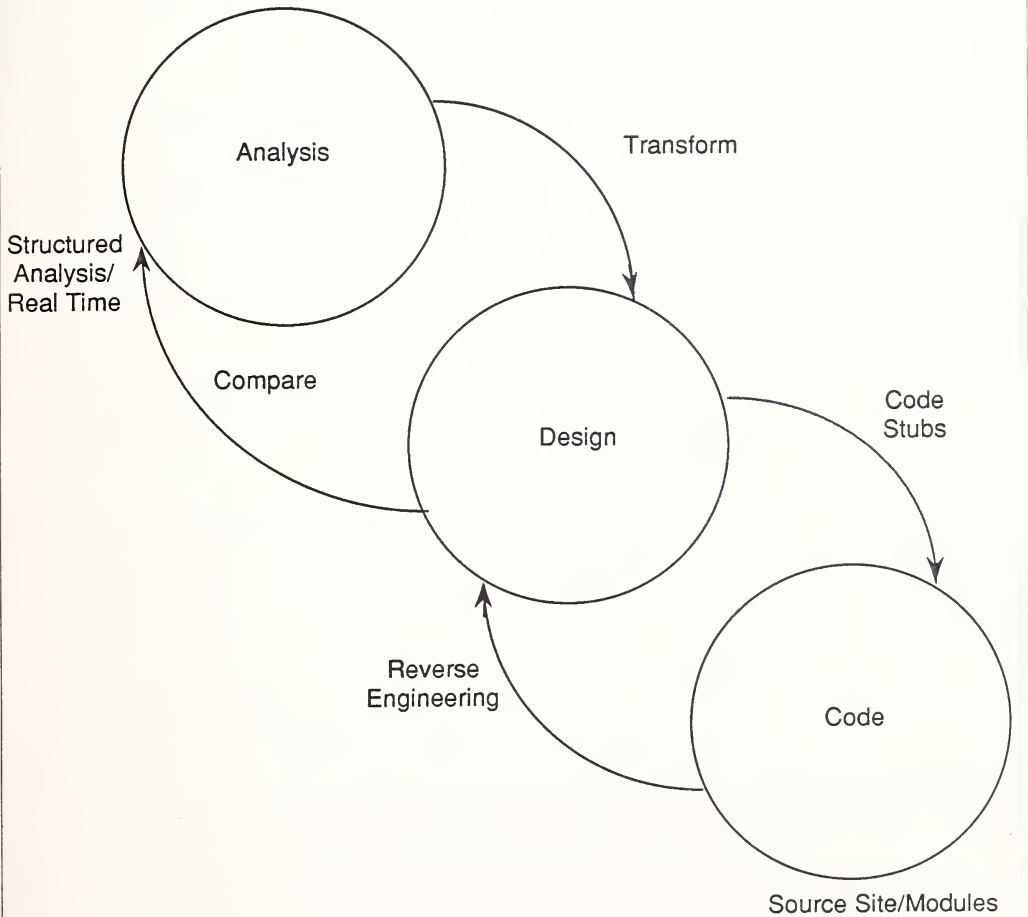 Analysis
Transform
Structured
Analysis/
Real Time
Compare
Code
Stubs
Design
Reverse
Engineering
Code
Source Site/Modules